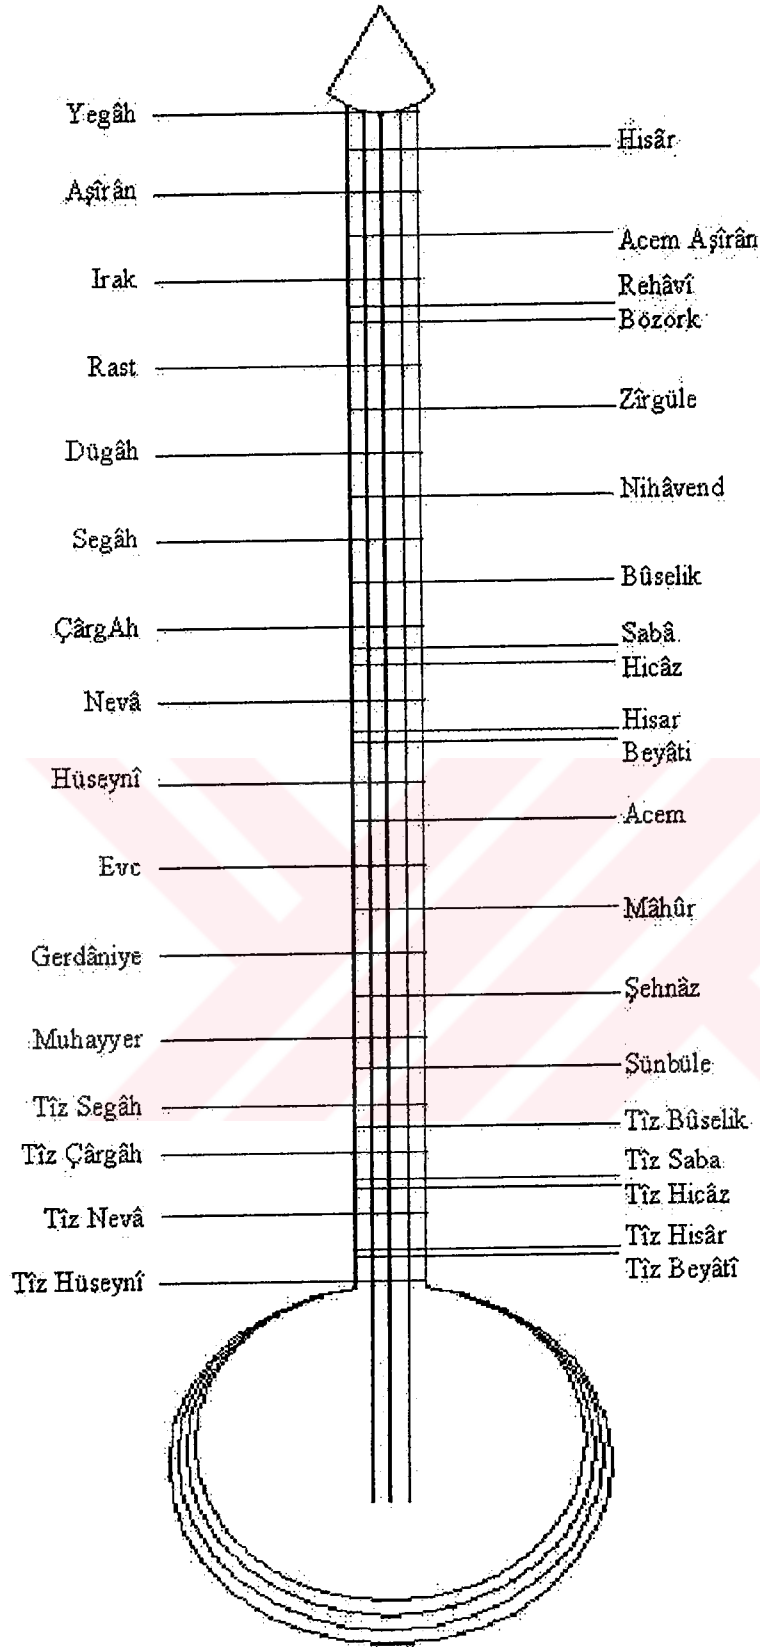 Yegâh
Hisâr
Aşîrân
Acem Aşîrân
Irak
Rehâvî
Bözörk
Rast
Zîrgüle
Dügâh
Nihâvend
Segâh
Bûselik
ÇârgAh
Sabâ
Hicâz
Nevâ
Hisar
Beyâti
Hüseynî
Acem
Evc
Mâhûr
Gerdâniye
Şehnâz
Muhayyer
Sünbüle
Tîz Segâh
Tîz Bûselik
Tîz Çârgâh
Tîz Saba
Tîz Hicâz
Tîz Nevâ
Tîz Hisâr
Tîz Beyâtî
Tîz Hüseynî